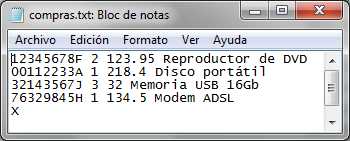 compras.txt: Bloc de notas
Archivo Edición Formato Ver Ayuda
12345678F 2 123.95 Reproductor de DVD
00112233A 1 218.4 Disco portátil
32143567J 3 32 Memoria USB 16Gb
76329845H 1 134.5 Modem ADSL
X